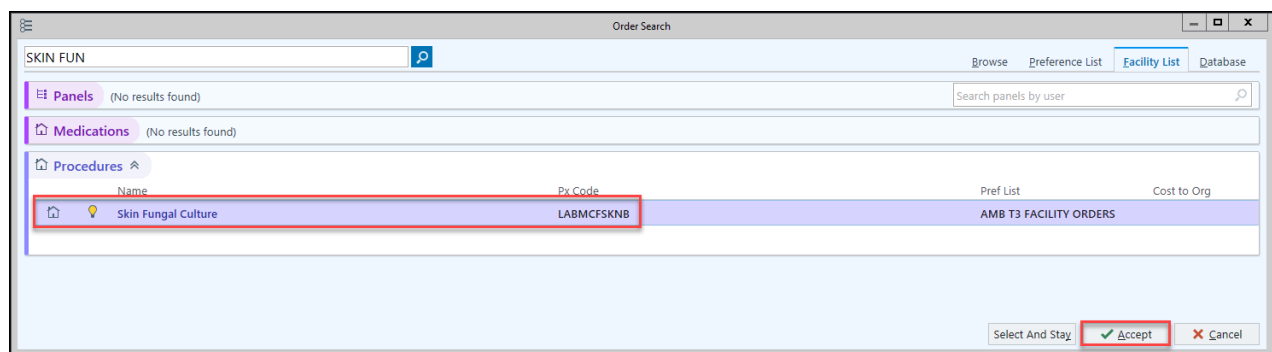 Order Search
SKIN FUN
Browse Preference List Facility List Database
Panels (No results found) Search panels by user
Medications (No results found)
Procedures
Name Px Code Pref List Cost to Org
Skin Fungal Culture LABMCFSKNB AMB T3 FACILITY ORDERS
Select And Stay Accept Cancel